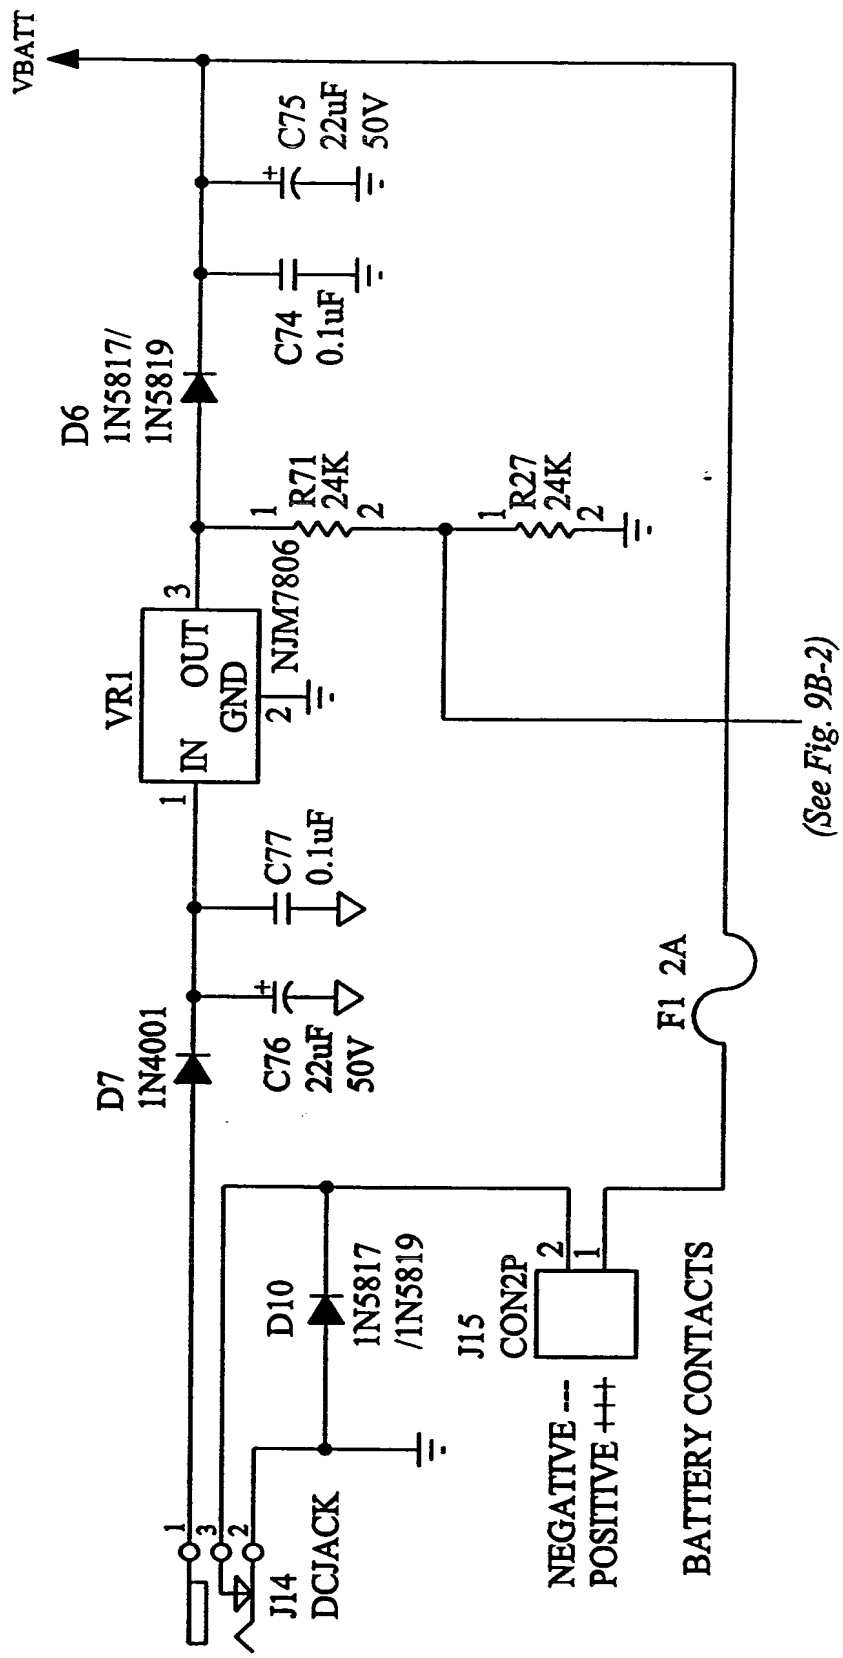 VBATT
C75
22uF
50V
C74
0.1uF
D6
1N5817/
1N5819
1
R71
24K
2
1
R27
24K
2
3
NJM7806
VR1
IN OUT
GND
2
1
(See Fig. 9B-2)
C77
0.1uF
+
C76
22uF
50V
+
D7
1N4001
F1 2A
D10
1N5817
/1N5819
J15
CON2P
2
1
NEGATIVE ---
POSITIVE +++
BATTERY CONTACTS
1
3
2
J14
DCJACK